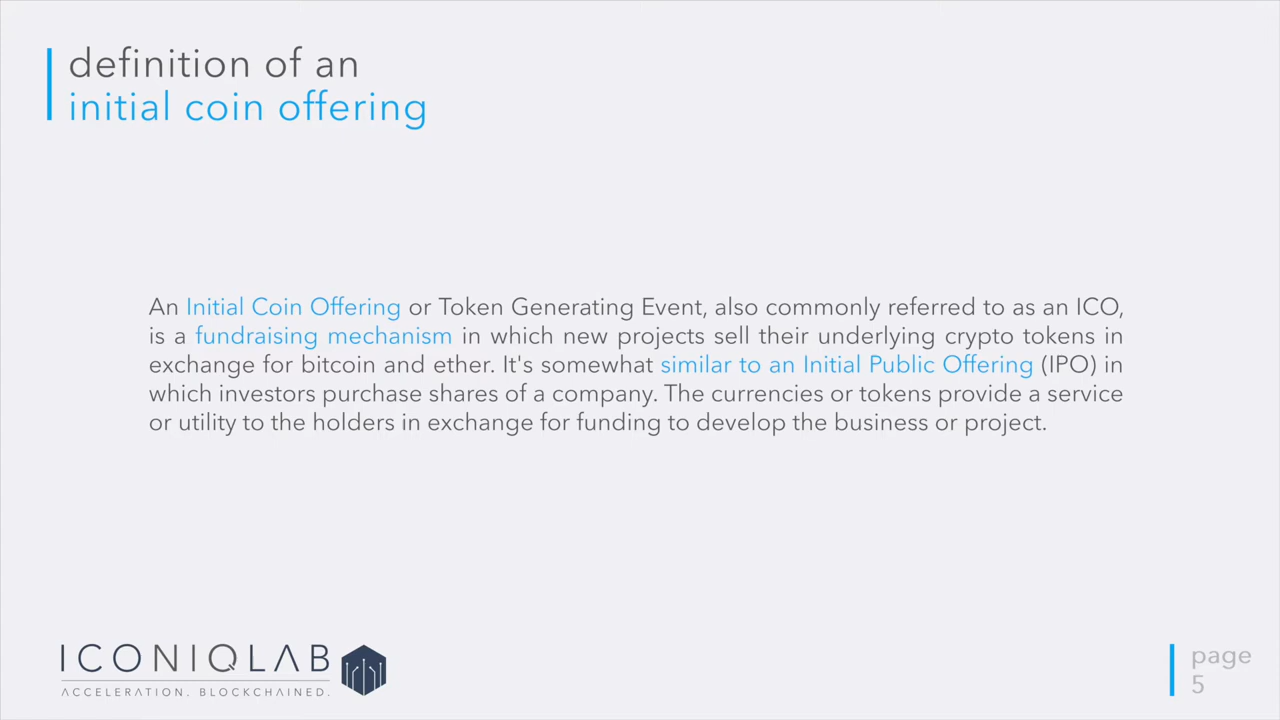 definition of an
initial coin offering
An Initial Coin Offering or Token Generating Event, also commonly referred to as an ICO,
is a fundraising mechanism in which new projects sell their underlying crypto tokens in
exchange for bitcoin and ether. It's somewhat similar to an Initial Public Offering (IPO) in
which investors purchase shares of a company. The currencies or tokens provide a service
or utility to the holders in exchange for funding to develop the business or project.
ICONIQLAB
ACCELERATION. BLOCKCHAINED.
page
5